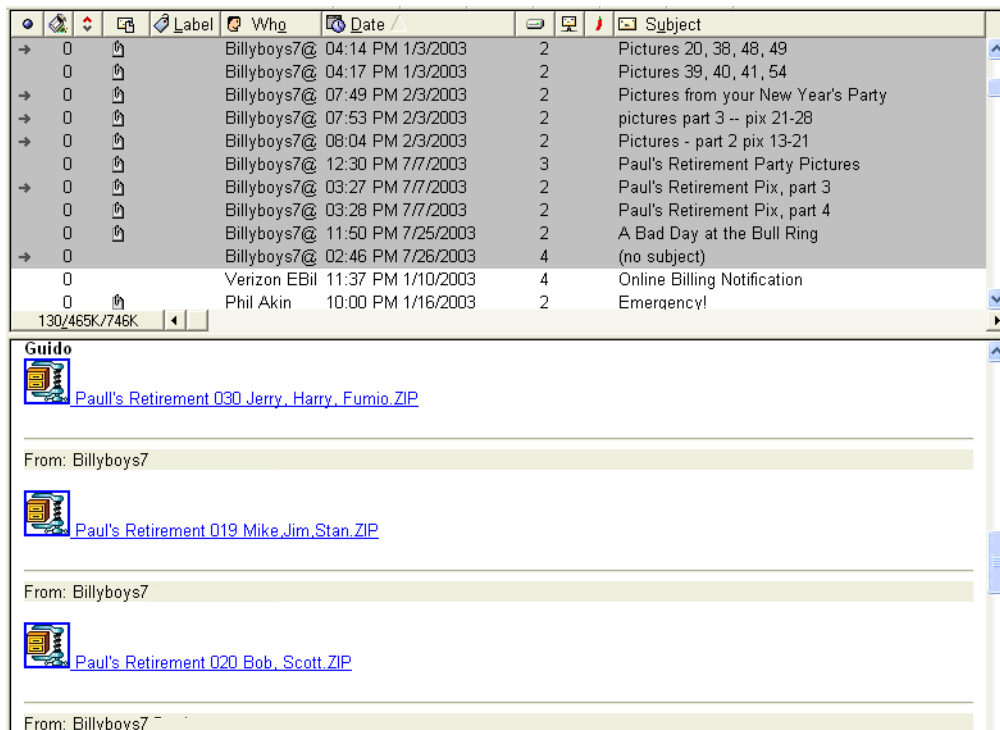 Label Who Date Subject
0 Billyboys7@ 04:14 PM 1/3/2003 2 Pictures 20, 38, 48, 49
0 Billyboys7@ 04:17 PM 1/3/2003 2 Pictures 39, 40, 41, 54
0 Billyboys7@ 07:49 PM 2/3/2003 2 Pictures from your New Year's Party
0 Billyboys7@ 07:53 PM 2/3/2003 2 pictures part 3 -- pix 21-28
0 Billyboys7@ 08:04 PM 2/3/2003 2 Pictures - part 2 pix 13-21
0 Billyboys7@ 12:30 PM 7/7/2003 3 Paul's Retirement Party Pictures
0 Billyboys7@ 03:27 PM 7/7/2003 2 Paul's Retirement Pix, part 3
0 Billyboys7@ 03:28 PM 7/7/2003 2 Paul's Retirement Pix, part 4
0 Billyboys7@ 11:50 PM 7/25/2003 2 A Bad Day at the Bull Ring
0 Billyboys7@ 02:46 PM 7/26/2003 4 (no subject)
0 Verizon EBil 11:37 PM 1/10/2003 4 Online Billing Notification
0 Phil Akin 10:00 PM 1/16/2003 2 Emergency!
130/465K/746K
Guido
Paull's Retirement 030 Jerry, Harry, Fumio.ZIP
From: Billyboys7
Paul's Retirement 019 Mike,Jim,Stan.ZIP
From: Billyboys7
Paul's Retirement 020 Bob, Scott.ZIP
From: Billyboys7